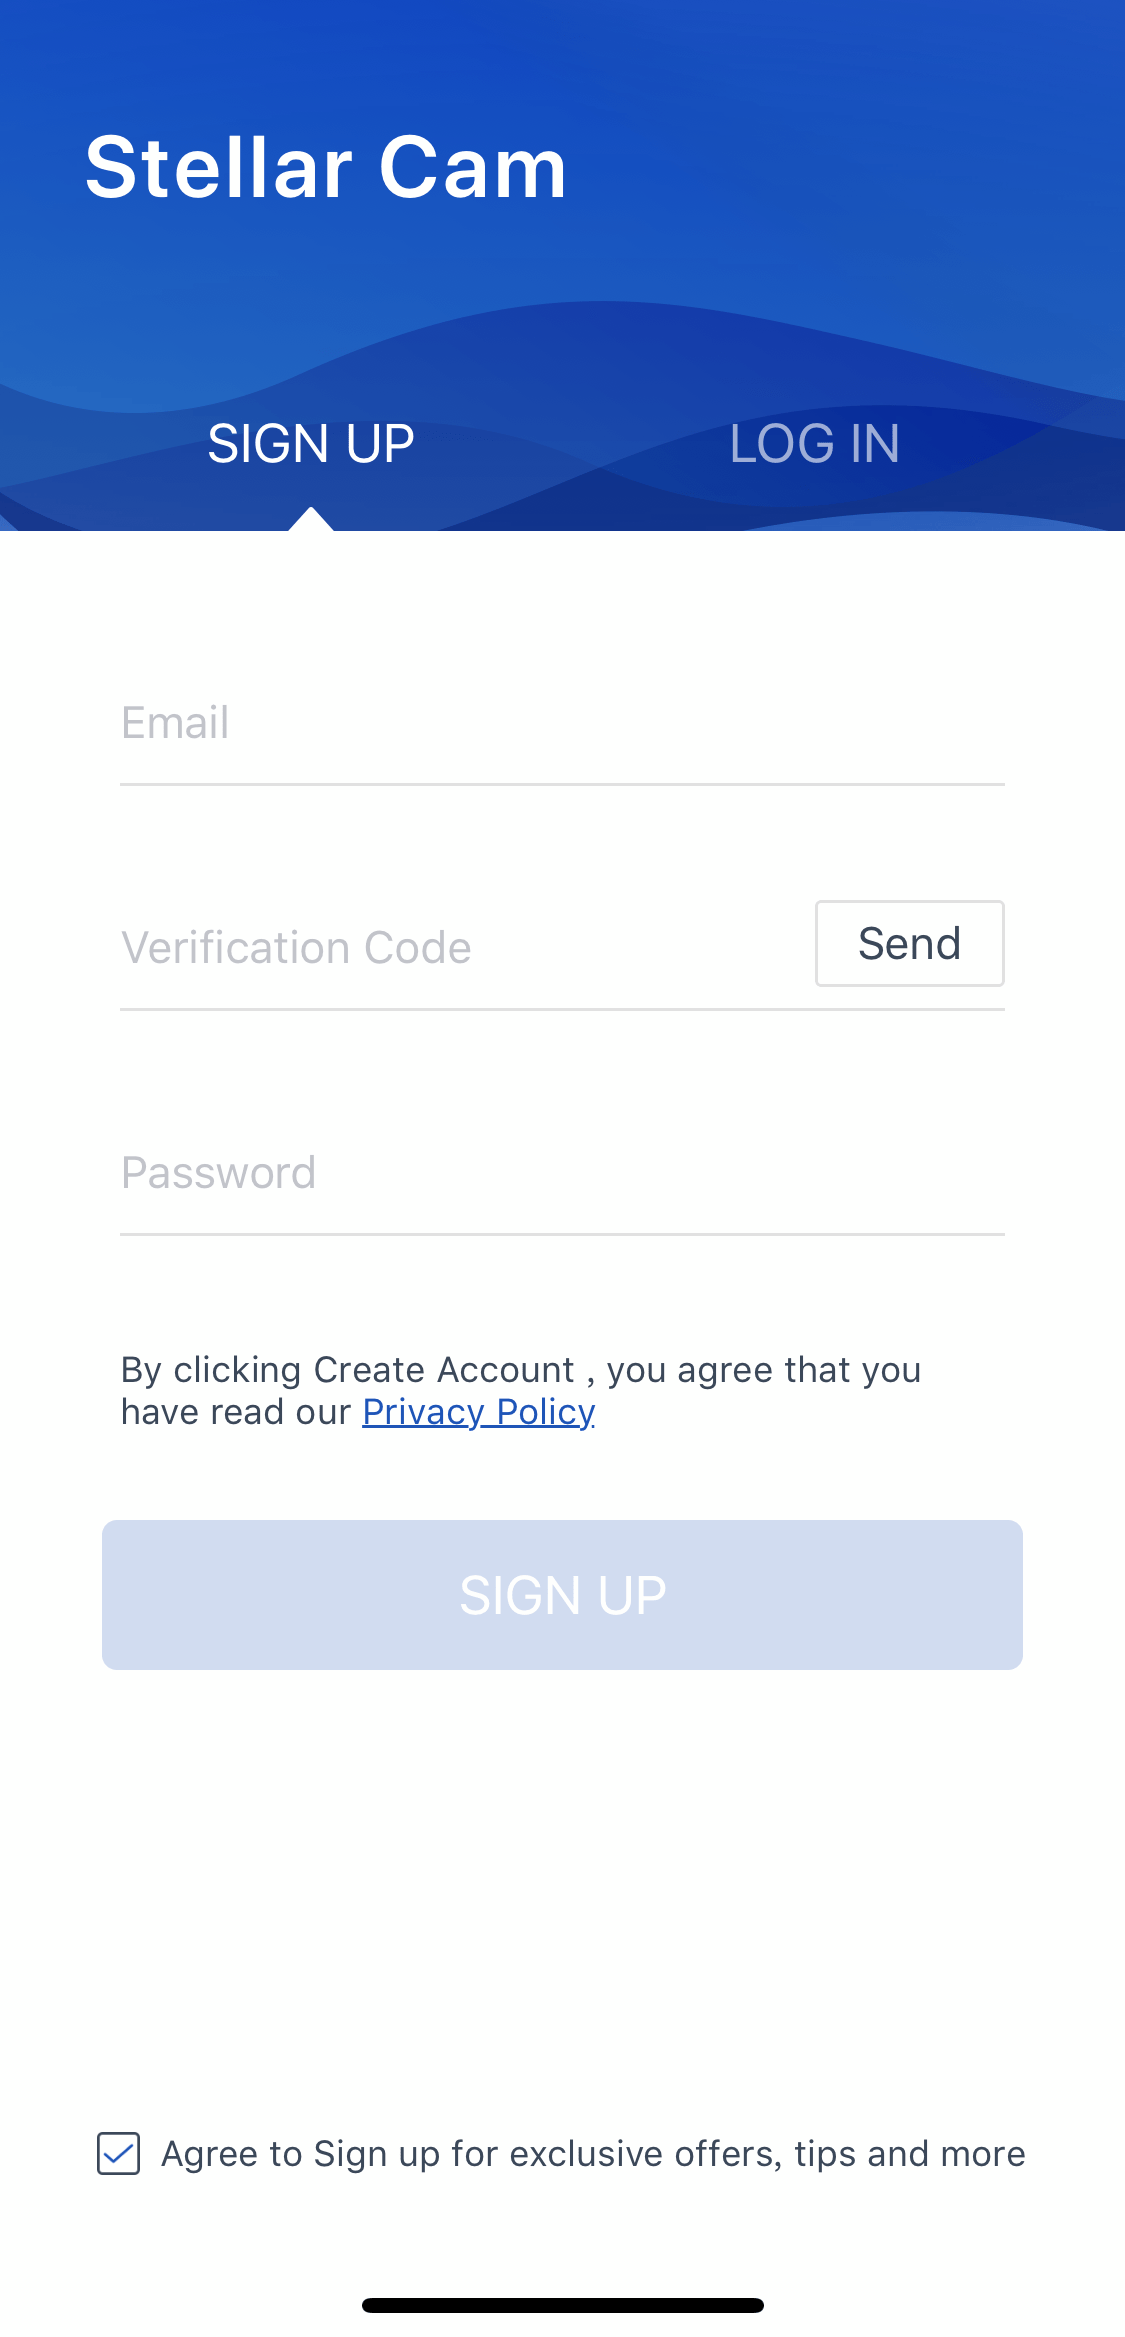 Stellar Cam
SIGN UP
LOG IN
Email
Verification Code
Send
Password
By clicking Create Account , you agree that you
have read our Privacy Policy
SIGN UP
Agree to Sign up for exclusive offers, tips and more